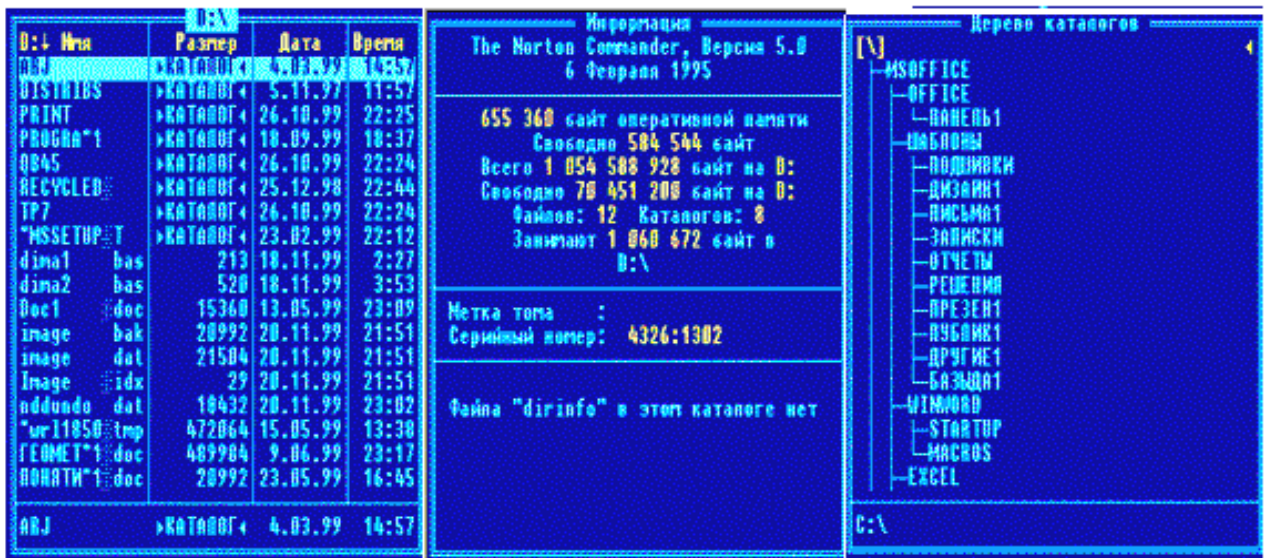 D:\
D:↓ Имя Размер Дата Время
ARJ ►КАТАЛОГ◄ 4.03.99 14:57
DISTRIBS ►КАТАЛОГ◄ 5.11.97 11:57
PRINT ►КАТАЛОГ◄ 26.10.99 22:25
PROGRA~1 ►КАТАЛОГ◄ 18.09.99 18:37
QB45 ►КАТАЛОГ◄ 26.10.99 22:24
RECYCLED░ ►КАТАЛОГ◄ 25.12.98 22:44
TP7 ►КАТАЛОГ◄ 26.10.99 22:24
~MSSETUP░T ►КАТАЛОГ◄ 23.02.99 22:12
dima1 bas 213 18.11.99 2:27
dima2 bas 520 18.11.99 3:53
Doc1 ░doc 15360 13.05.99 23:09
image bak 20992 20.11.99 21:51
image dat 21504 20.11.99 21:51
Image ░idx 29 20.11.99 21:51
nddundo dat 10432 20.11.99 23:02
~wrl1850░tmp 472064 15.05.99 13:38
ГЕОМЕТ~1░doc 489984 9.06.99 23:17
ПОНЯТИ~1░doc 20992 23.05.99 16:45
ARJ ►КАТАЛОГ◄ 4.03.99 14:57
Информация
The Norton Commander, Версия 5.0
6 Февраля 1995
655 360 байт оперативной памяти
Свободно 584 544 байт
Всего 1 054 588 928 байт на D:
Свободно 70 451 200 байт на D:
Файлов: 12 Каталогов: 8
Занимают 1 060 672 байт в
D:\
Метка тома :
Серийный номер: 4326:1302
Файла "dirinfo" в этом каталоге нет
Дерево каталогов
[\]
MSOFFICE
OFFICE
ПАНЕЛЬ1
ШАБЛОНЫ
ПОДШИВКИ
ДИЗАЙН1
ПИСЬМА1
ЗАПИСКИ
ОТЧЕТЫ
РЕШЕНИЯ
ПРЕЗЕН1
ПУБЛИК1
ДРУГИЕ1
БАЗЫДА1
WINWORD
STARTUP
MACROS
EXCEL
C:\